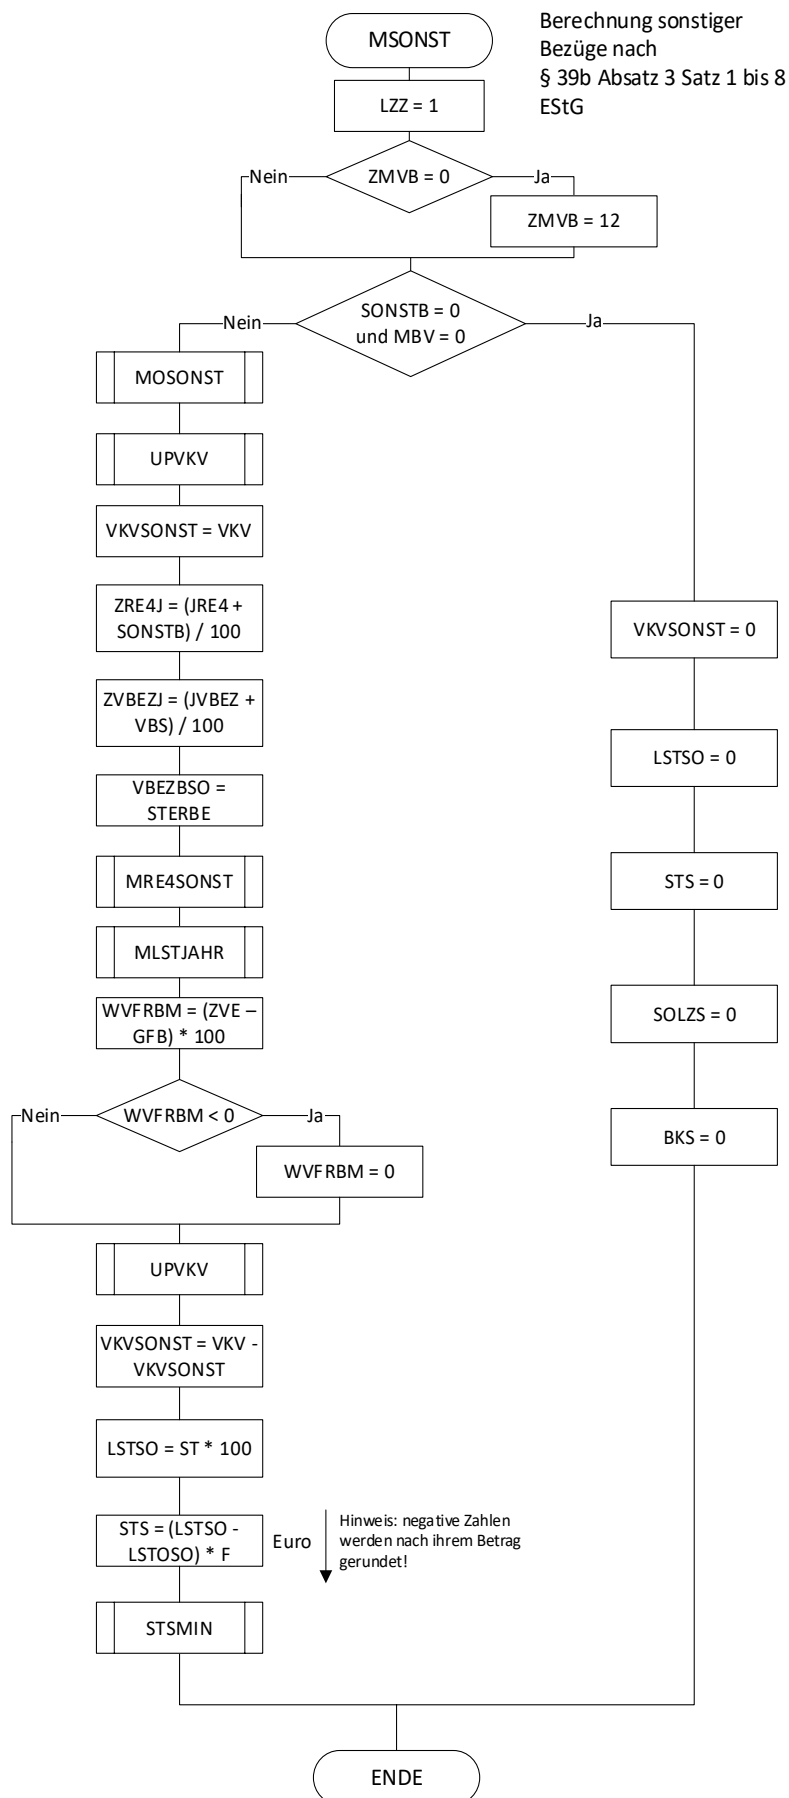 MSONST
Berechnung sonstiger
Bezüge nach
§ 39b Absatz 3 Satz 1 bis 8
EStG
LZZ = 1
Nein
ZMVB = 0
Ja
ZMVB = 12
SONSTB = 0
und MBV = 0
Nein
Ja
MOSONST
UPVKV
VKVSONST = VKV
ZRE4J = (JRE4 +
SONSTB) / 100
ZVBEZJ = (JVBEZ +
VBS) / 100
VBEZBSO =
STERBE
MRE4SONST
MLSTJAHR
WVFRBM = (ZVE –
GFB) * 100
Nein
WVFRBM < 0
Ja
WVFRBM = 0
UPVKV
VKVSONST = VKV -
VKVSONST
LSTSO = ST * 100
STS = (LSTSO -
LSTOSO) * F
Euro
Hinweis: negative Zahlen
werden nach ihrem Betrag
gerundet!
STSMIN
VKVSONST = 0
LSTSO = 0
STS = 0
SOLZS = 0
BKS = 0
ENDE